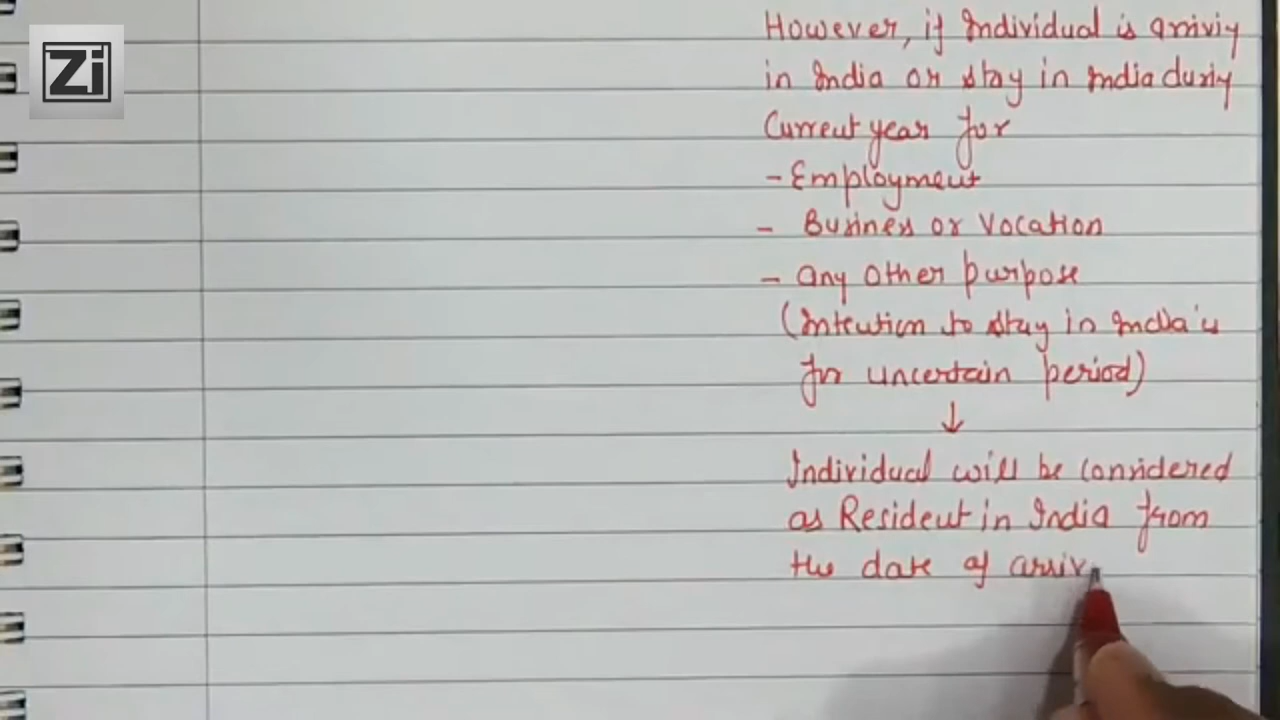 Zi
However, if Individual is arriving
in India or stay in India during
Current year for
- Employment
- Business or Vocation
- any other purpose
(Intention to stay in India is
for uncertain period)
↓
Individual will be considered
as Resident in India from
the date of arriv